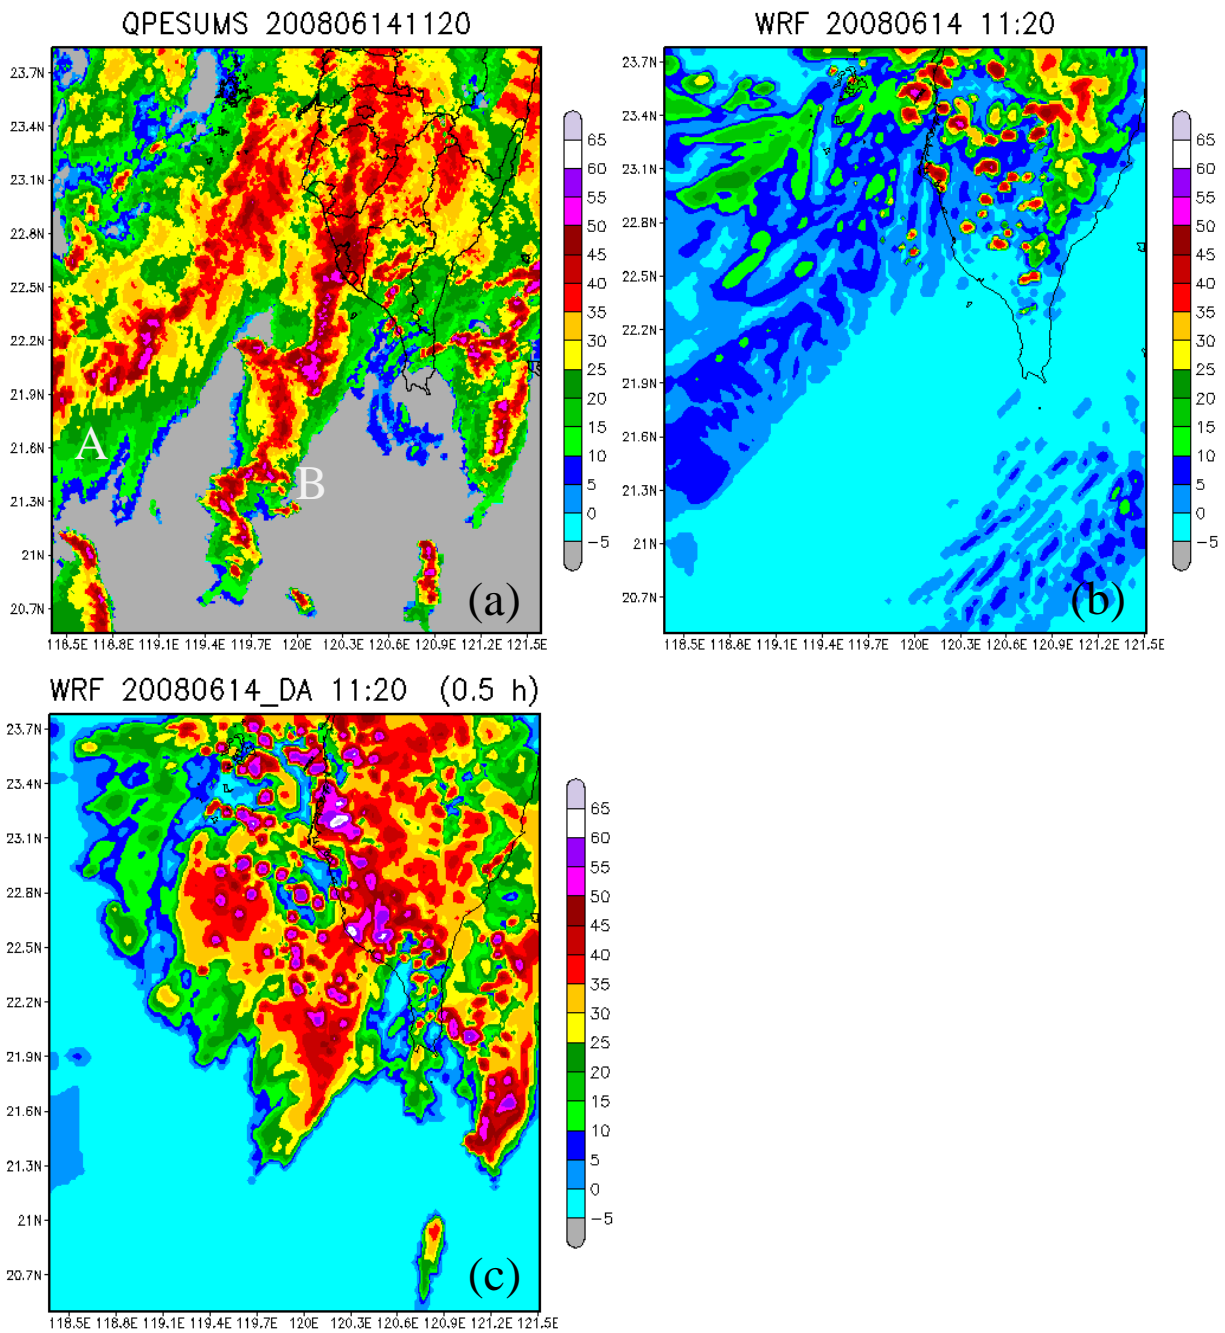 QPESUMS 200806141120
23.7N
23.4N
23.1N
22.8N
22.5N
22.2N
21.9N
21.6N
21.3N
21N
20.7N
118.5E 118.8E 119.1E 119.4E 119.7E 120E 120.3E 120.6E 120.9E 121.2E 121.5E
A
B
(a)
65
60
55
50
45
40
35
30
25
20
15
10
5
0
−5
WRF 20080614 11:20
23.7N
23.4N
23.1N
22.8N
22.5N
22.2N
21.9N
21.6N
21.3N
21N
20.7N
118.5E 118.8E 119.1E 119.4E 119.7E 120E 120.3E 120.6E 120.9E 121.2E 121.5E
(b)
65
60
55
50
45
40
35
30
25
20
15
10
5
0
−5
WRF 20080614_DA 11:20 (0.5 h)
23.7N
23.4N
23.1N
22.8N
22.5N
22.2N
21.9N
21.6N
21.3N
21N
20.7N
118.5E 118.8E 119.1E 119.4E 119.7E 120E 120.3E 120.6E 120.9E 121.2E 121.5E
(c)
65
60
55
50
45
40
35
30
25
20
15
10
5
0
−5